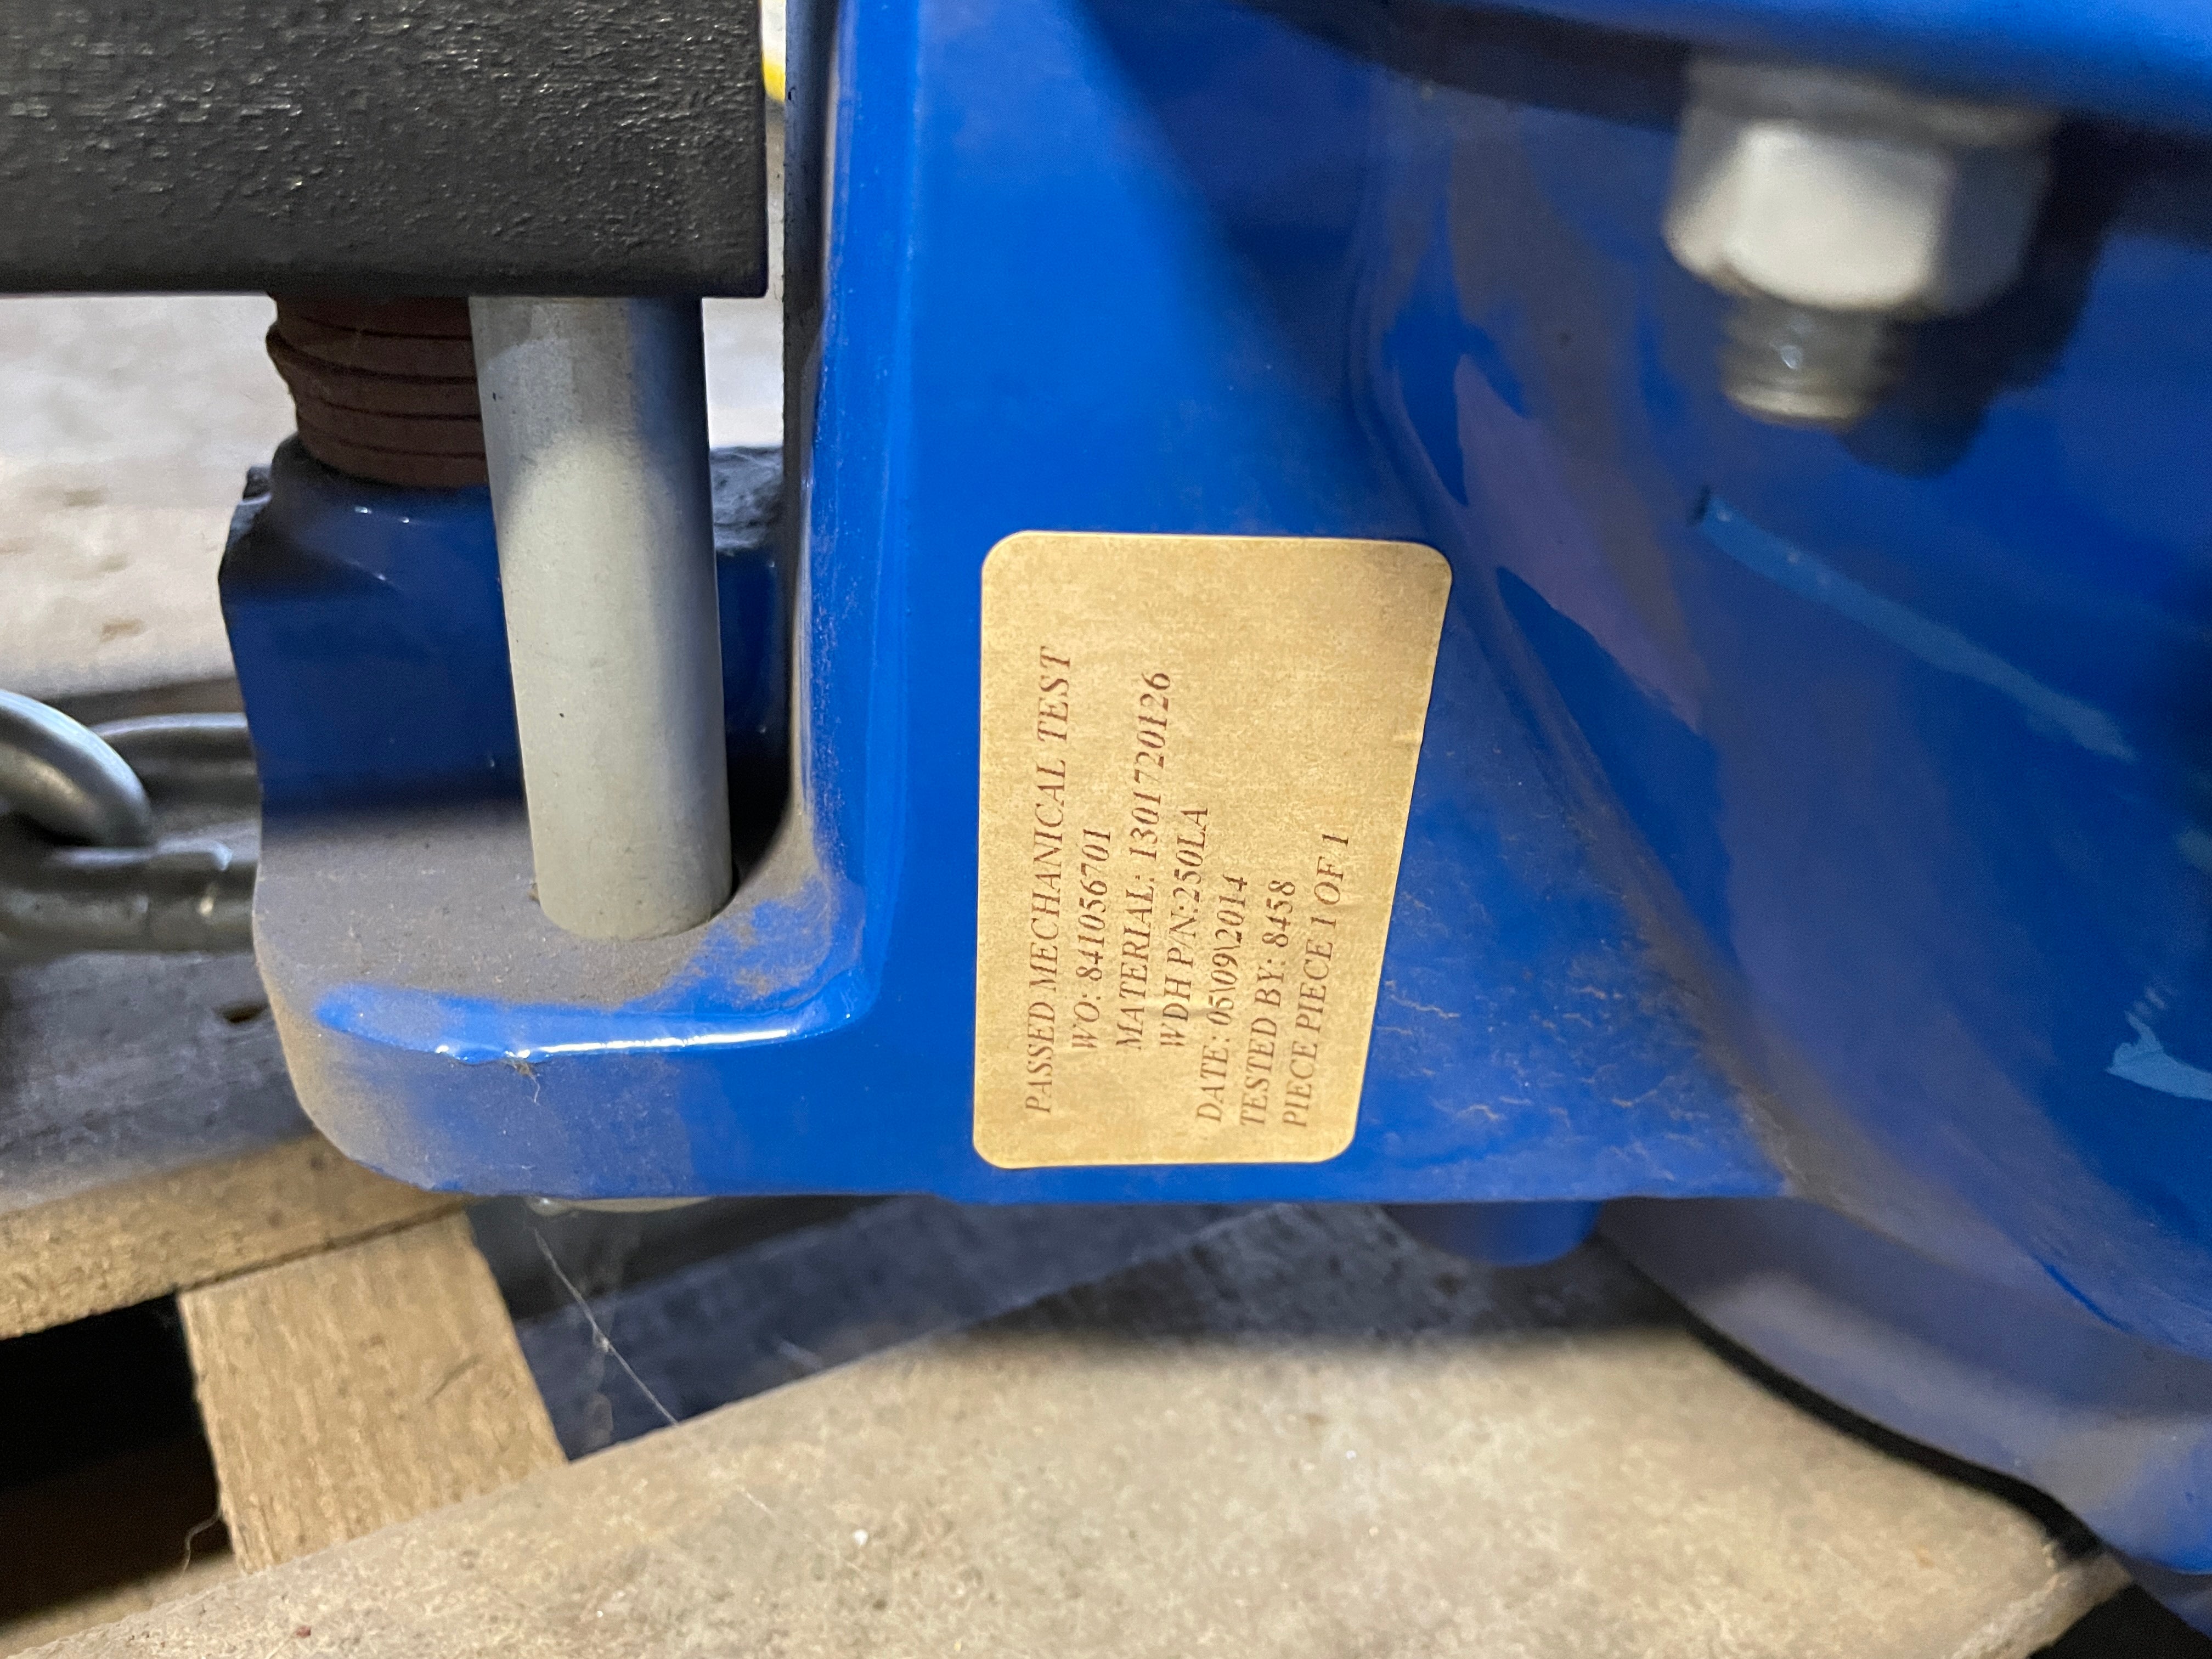 PASSED MECHANICAL TEST
WO: 841056701
MATERIAL: 1301720126
WDH P/N:250LA
DATE: 05\09\2014
TESTED BY: 8458
PIECE PIECE 1 OF 1